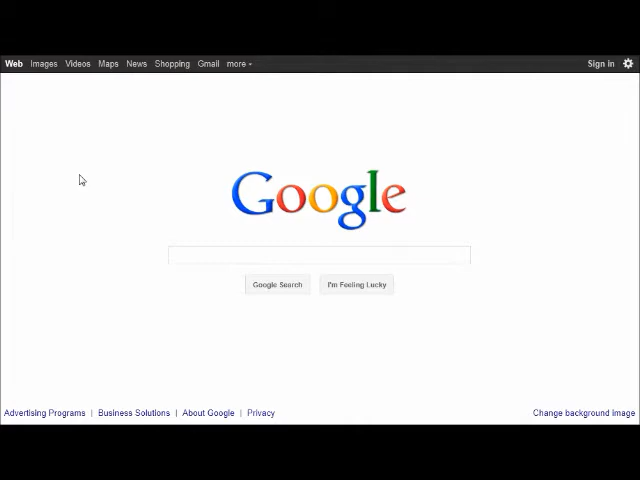 Web Images Videos Maps News Shopping Gmail more Sign in
Google
Google Search I'm Feeling Lucky
Advertising Programs | Business Solutions | About Google | Privacy Change background image